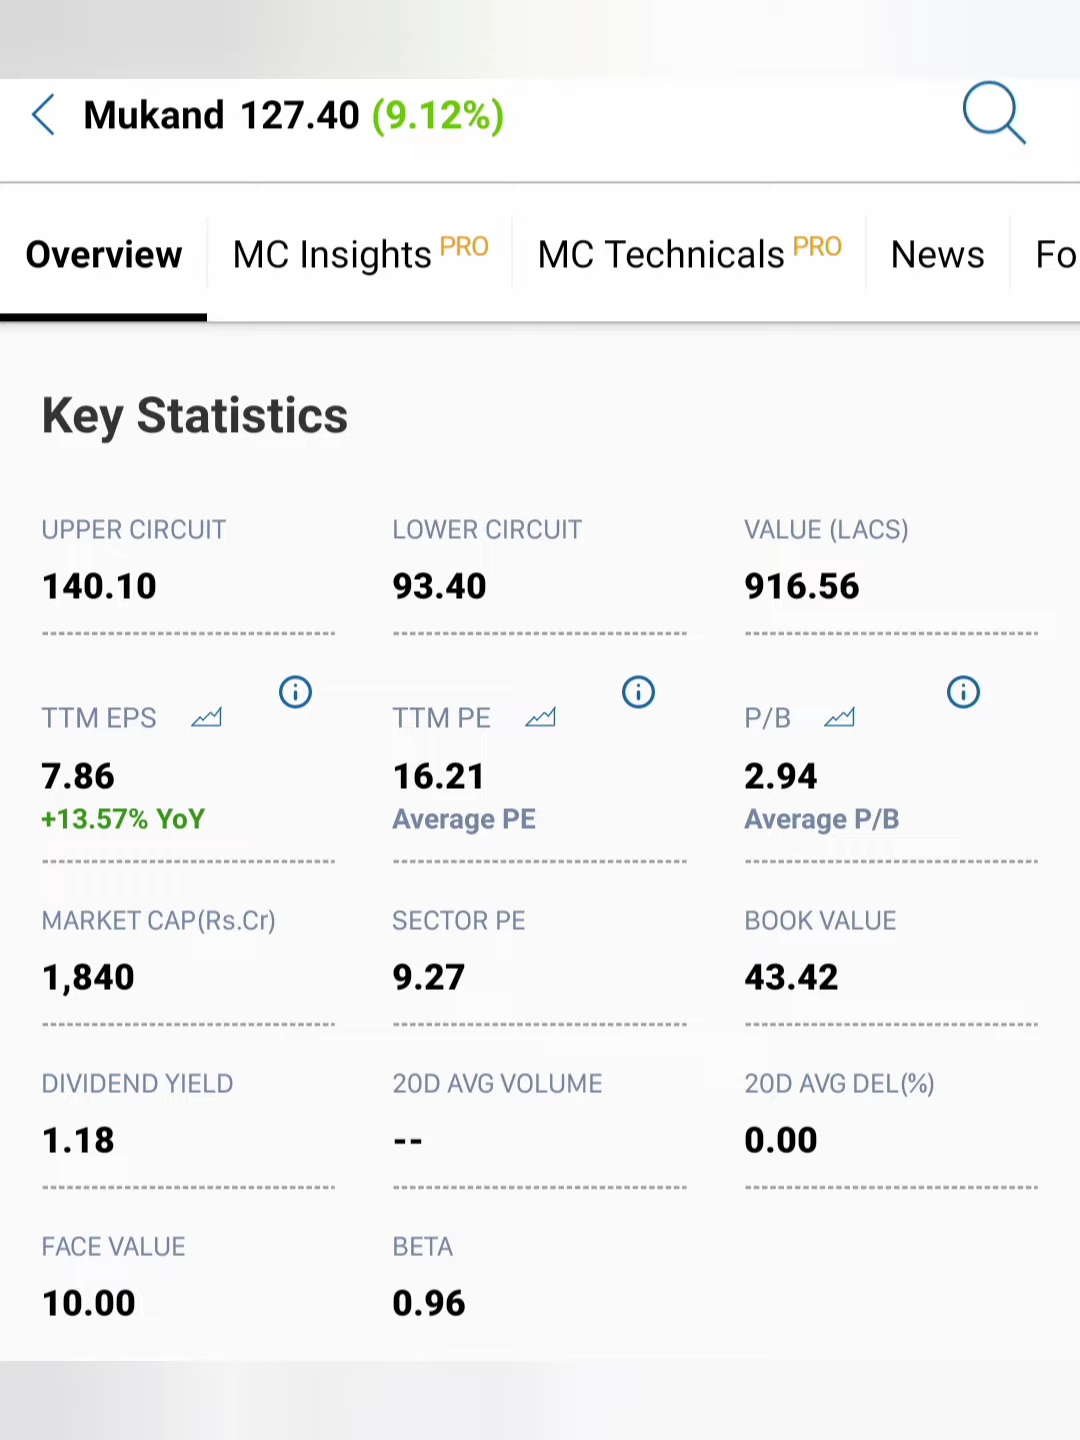 Mukand 127.40 (9.12%)
Overview MC Insights PRO MC Technicals PRO News Fo
Key Statistics
UPPER CIRCUIT LOWER CIRCUIT VALUE (LACS)
140.10 93.40 916.56
TTM EPS TTM PE P/B
7.86 16.21 2.94
+13.57% YoY Average PE Average P/B
MARKET CAP(Rs.Cr) SECTOR PE BOOK VALUE
1,840 9.27 43.42
DIVIDEND YIELD 20D AVG VOLUME 20D AVG DEL(%)
1.18 -- 0.00
FACE VALUE BETA
10.00 0.96